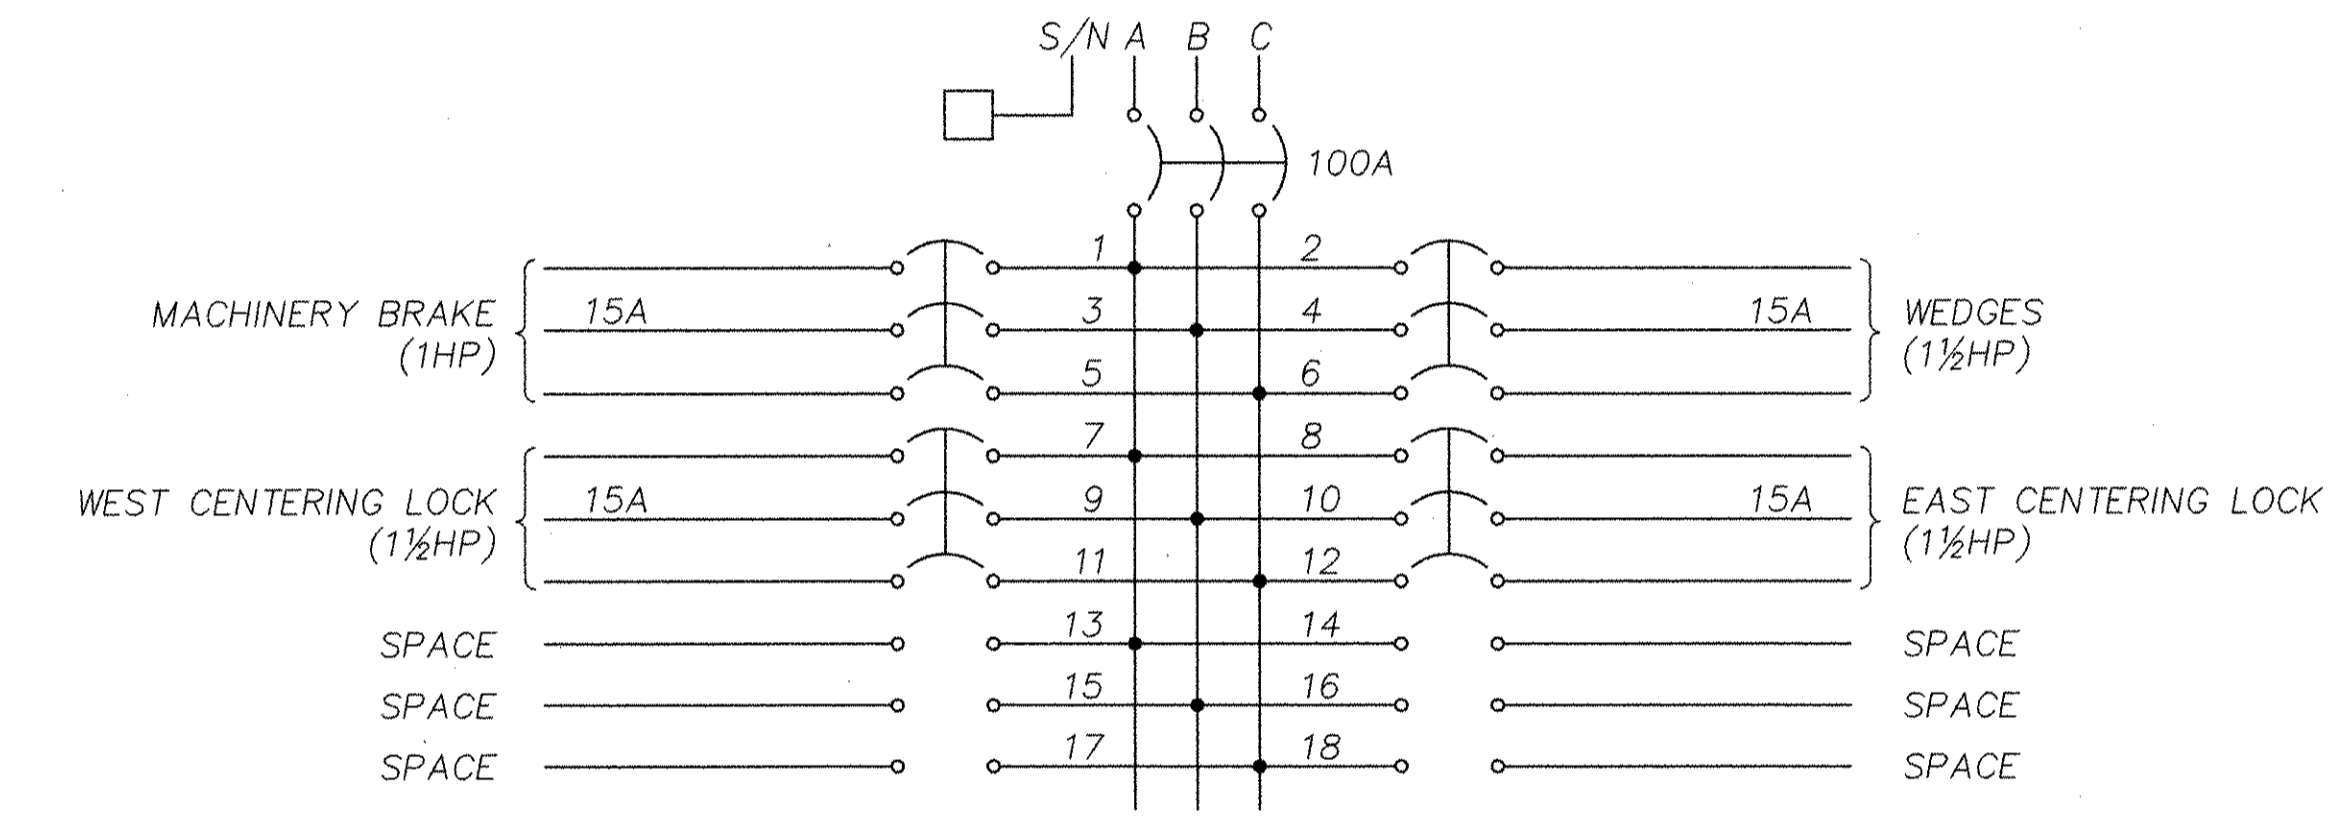 S/N A B C
100A
1 2
MACHINERY BRAKE 15A 3 4 15A WEDGES
(1HP) (1½HP)
5 6
7 8
WEST CENTERING LOCK 15A 9 10 15A EAST CENTERING LOCK
(1½HP) (1½HP)
11 12
SPACE 13 14 SPACE
SPACE 15 16 SPACE
SPACE 17 18 SPACE